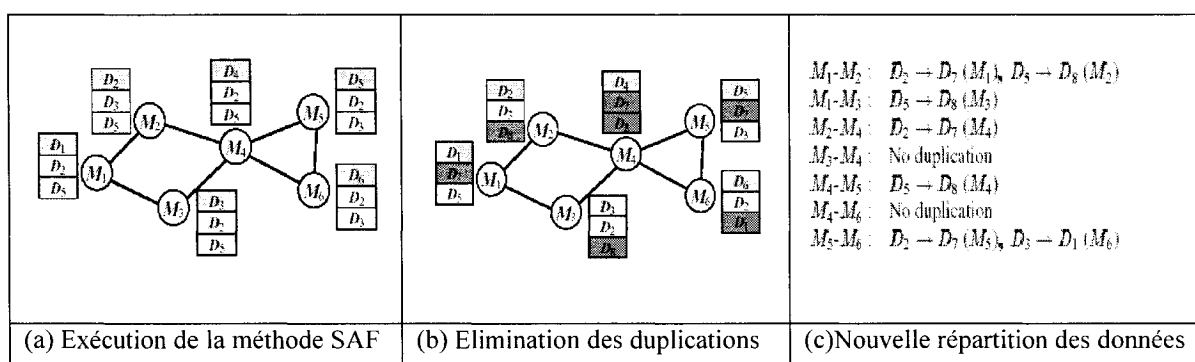 D₂
D₃
D₅
M₂
D₄
D₂
D₅
M₄
D₅
D₂
D₃
M₅
D₁
D₂
D₅
M₁
D₃
D₂
D₅
M₃
D₆
D₂
D₃
M₆
(a) Exécution de la méthode SAF
D₂
D₃
D₈
M₂
D₄
D₇
D₈
M₄
D₅
D₇
D₃
M₅
D₁
D₇
D₅
M₁
D₃
D₂
D₈
M₃
D₆
D₂
D₁
M₆
(b) Elimination des duplications
M₁-M₂ : D₂ → D₇ (M₁), D₅ → D₈ (M₂)
M₁-M₃ : D₅ → D₈ (M₃)
M₂-M₄ : D₂ → D₇ (M₄)
M₃-M₄ : No duplication
M₄-M₅ : D₅ → D₈ (M₄)
M₄-M₆ : No duplication
M₅-M₆ : D₂ → D₇ (M₅), D₃ → D₁ (M₆)
(c)Nouvelle répartition des données